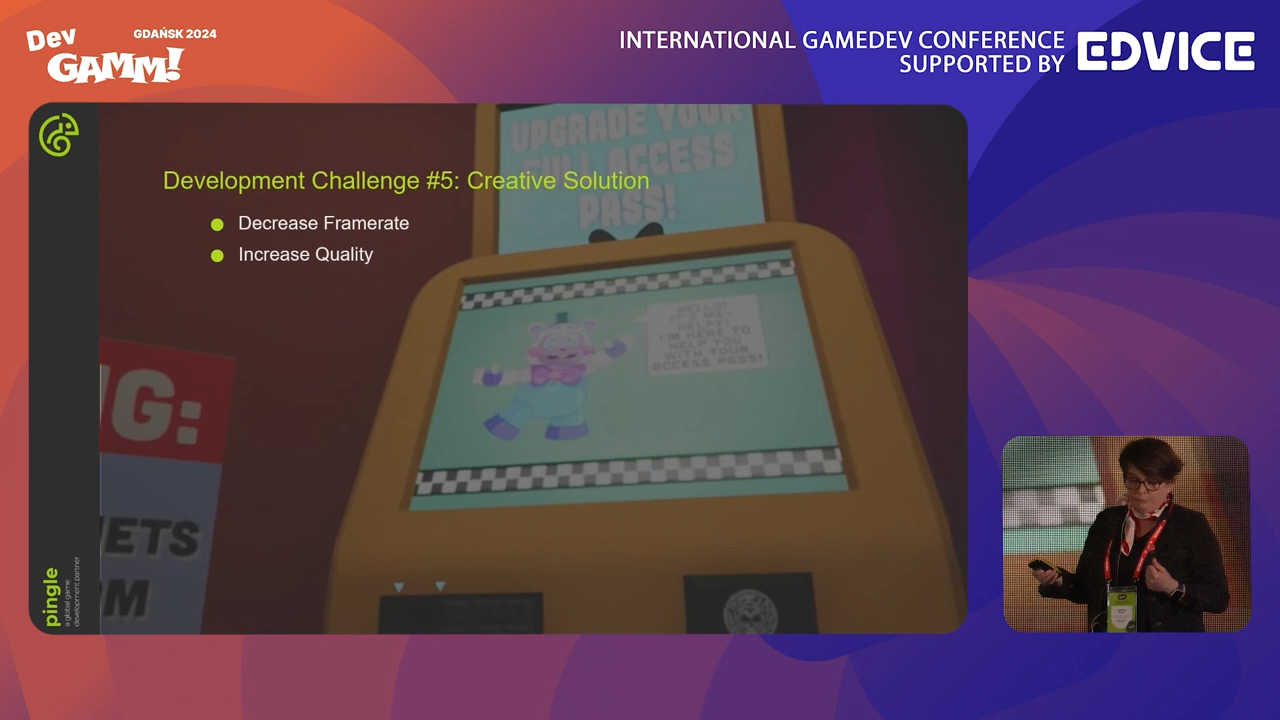 Dev
GAMM!
GDAŃSK 2024
INTERNATIONAL GAMEDEV CONFERENCE
SUPPORTED BY
EDVICE
Development Challenge #5: Creative Solution
Decrease Framerate
Increase Quality
UPGRADE YOUR
FULL ACCESS
PASS!
HELLO!
IT'S ME-
HELPY!
I'M HERE TO
HELP YOU
WITH YOUR
ACCESS PASS!
G:
ETS
M
pingle
a global game
development partner